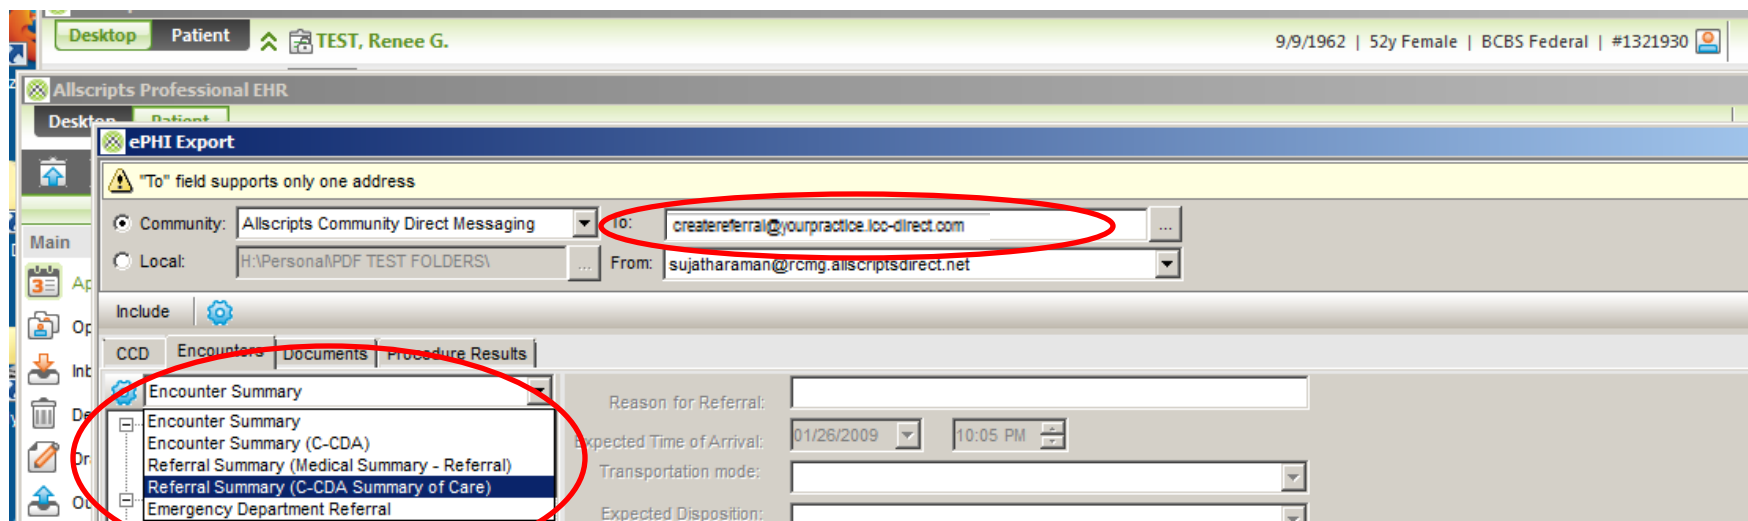 Desktop Patient TEST, Renee G. 9/9/1962 | 52y Female | BCBS Federal | #1321930
Allscripts Professional EHR
Patient
ePHI Export
"To" field supports only one address
Community: Allscripts Community Direct Messaging To: createreferral@yourpractice.ico-direct.com ...
Local: H:\Personal\PDF TEST FOLDERS\ ... From: sujatharaman@rcmg.allscriptsdirect.net
Main
Include
CCD Encounters Documents Procedure Results
Encounter Summary
Reason for Referral:
Encounter Summary
Encounter Summary (C-CDA)
Expected Time of Arrival: 01/26/2009 10:05 PM
Referral Summary (Medical Summary - Referral)
Transportation mode:
Referral Summary (C-CDA Summary of Care)
Emergency Department Referral
Expected Disposition: